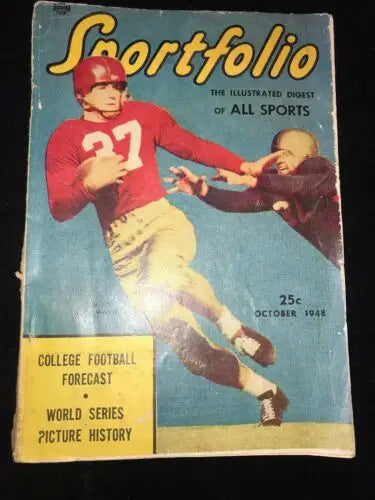 Sportfolio
THE ILLUSTRATED DIGEST
OF ALL SPORTS
37
25c
OCTOBER 1948
COLLEGE FOOTBALL
FORECAST
•
WORLD SERIES
PICTURE HISTORY